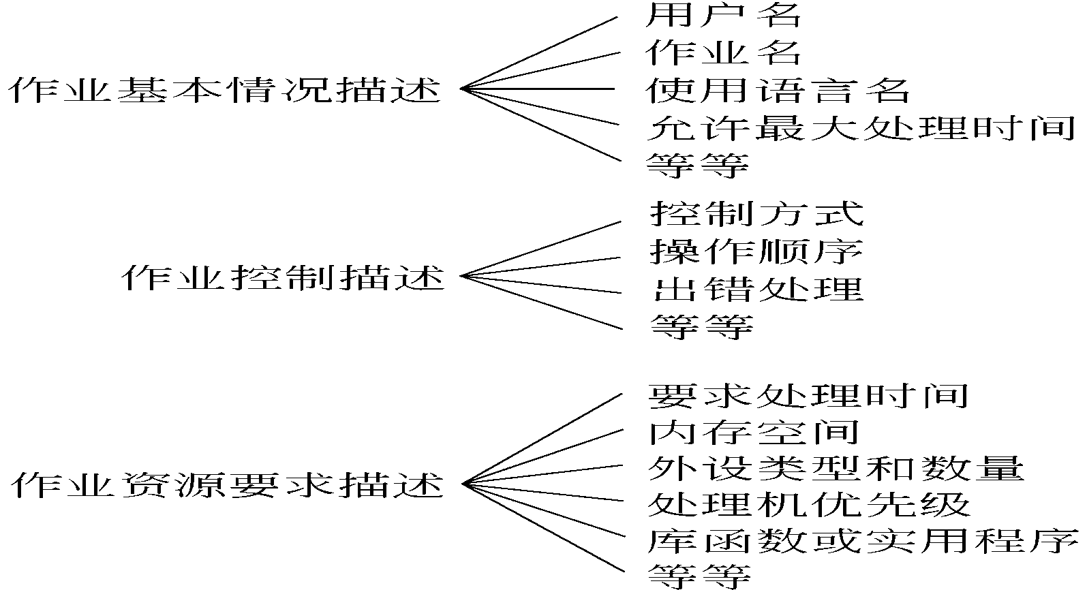 作业基本情况描述
用户名
作业名
使用语言名
允许最大处理时间
等等
作业控制描述
控制方式
操作顺序
出错处理
等等
作业资源要求描述
要求处理时间
内存空间
外设类型和数量
处理机优先级
库函数或实用程序
等等